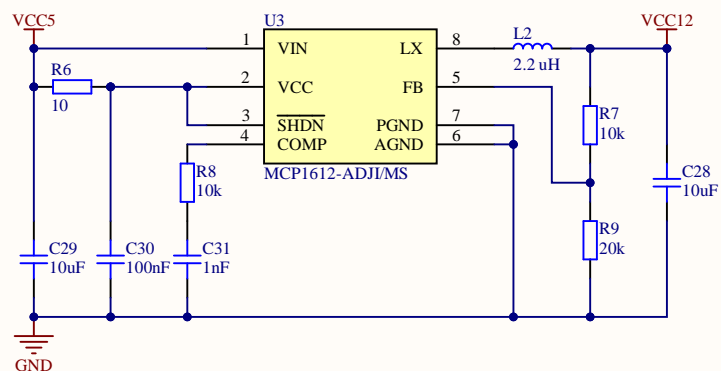 VCC5
U3
VCC12
1
VIN
LX
8
L2
2.2 uH
R6
10
2
VCC
FB
5
R7
10k
3
SHDN
PGND
7
4
COMP
AGND
6
MCP1612-ADJI/MS
R8
10k
C28
10uF
R9
20k
C29
10uF
C30
100nF
C31
1nF
GND